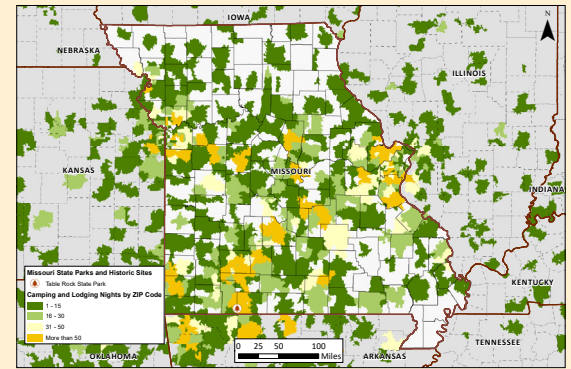 IOWA
N
NEBRASKA
ILLINOIS
KANSAS
MISSOURI
INDIANA
Missouri State Parks and Historic Sites
Table Rock State Park
Camping and Lodging Nights by ZIP Code
1 - 15
16 - 30
31 - 50
More than 50
KENTUCKY
0 25 50 100
Miles
TENNESSEE
OKLAHOMA
ARKANSAS